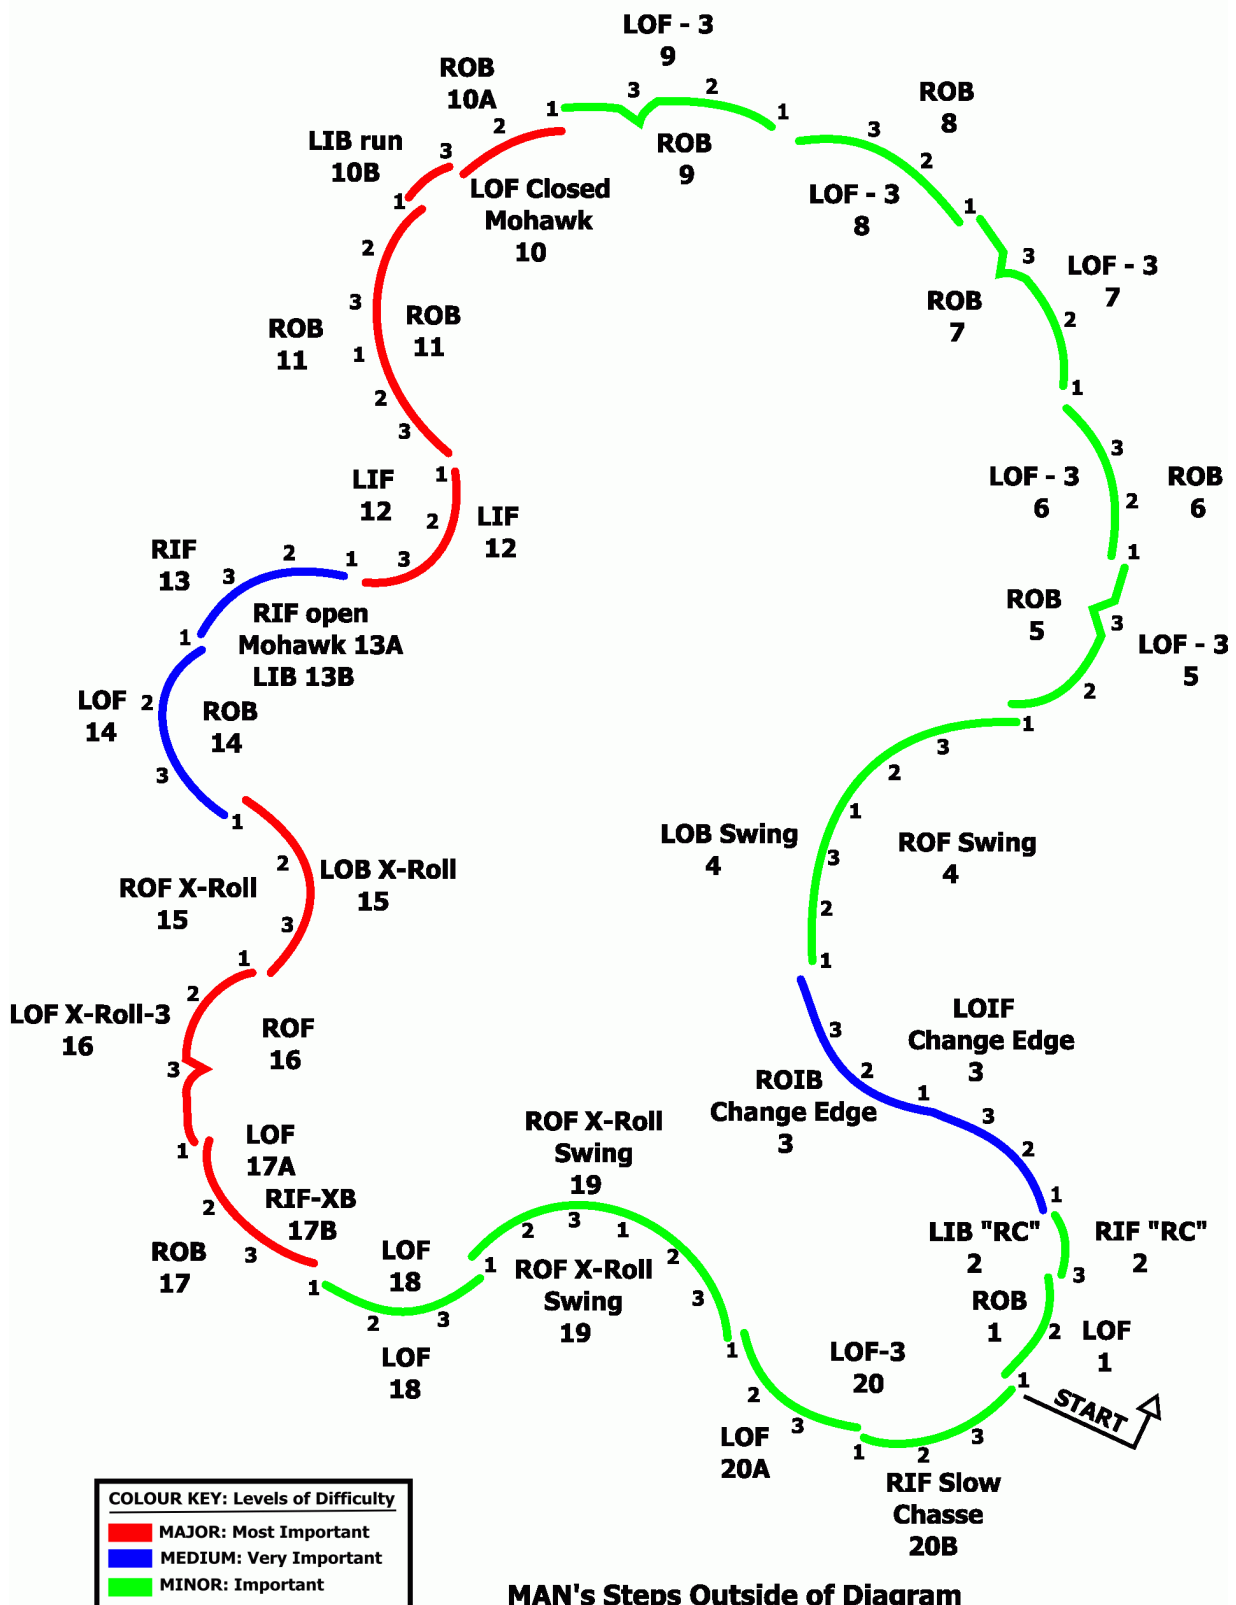 LOF - 3
9
3
2
1
1
ROB
9
ROB
10A
2
LIB run
10B
3
1
LOF Closed
Mohawk
10
ROB
8
3
2
LOF - 3
8
1
3
LOF - 3
7
ROB
7
2
1
2
3
ROB
11
ROB
11
1
2
3
3
LOF - 3
6
2
ROB
6
1
LIF
12
1
2
LIF
12
3
1
2
3
RIF
13
RIF open
Mohawk 13A
LIB 13B
1
ROB
5
3
LOF - 3
5
2
1
LOF
14
2
ROB
14
3
1
3
2
1
LOB Swing
4
3
ROF Swing
4
2
1
2
LOB X-Roll
15
ROF X-Roll
15
3
1
2
LOF X-Roll-3
16
ROF
16
3
LOIF
Change Edge
3
3
2
1
3
2
1
ROIB
Change Edge
3
LOF
17A
1
RIF-XB
17B
2
3
ROB
17
1
LOF
18
2
3
LOF
18
1
ROF X-Roll
Swing
19
2
3
1
2
3
ROF X-Roll
Swing
19
1
LIB "RC"
2
RIF "RC"
2
3
ROB
1
2
LOF
1
1
START
LOF-3
20
2
3
LOF
20A
1
2
3
RIF Slow
Chasse
20B
COLOUR KEY: Levels of Difficulty
MAJOR: Most Important
MEDIUM: Very Important
MINOR: Important
MAN's Steps Outside of Diagram